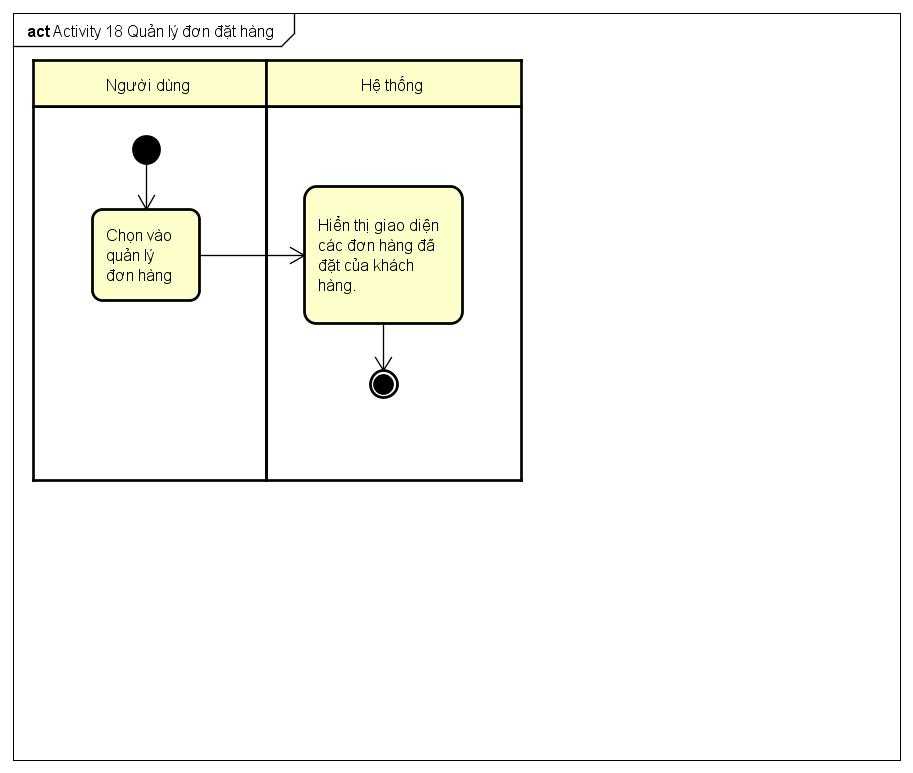 act Activity 18 Quản lý đơn đặt hàng
Người dùng
Hệ thống
Chọn vào
quản lý
đơn hàng
Hiển thị giao diện
các đơn hàng đã
đặt của khách
hàng.